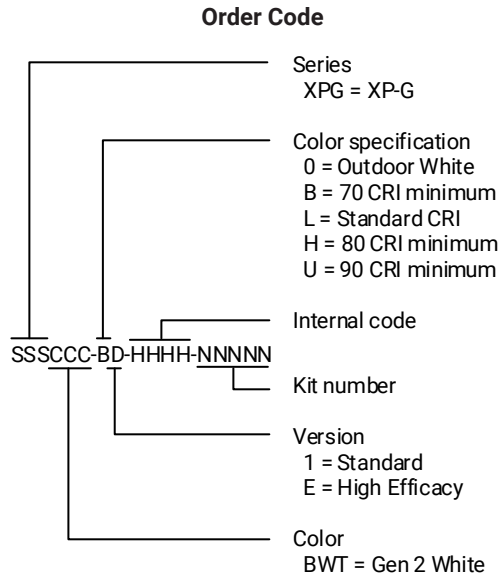 Order Code
Series
XPG = XP-G
Color specification
0 = Outdoor White
B = 70 CRI minimum
L = Standard CRI
H = 80 CRI minimum
U = 90 CRI minimum
Internal code
SSSCCC-BD-HHHH-NNNNN
Kit number
Version
1 = Standard
E = High Efficacy
Color
BWT = Gen 2 White